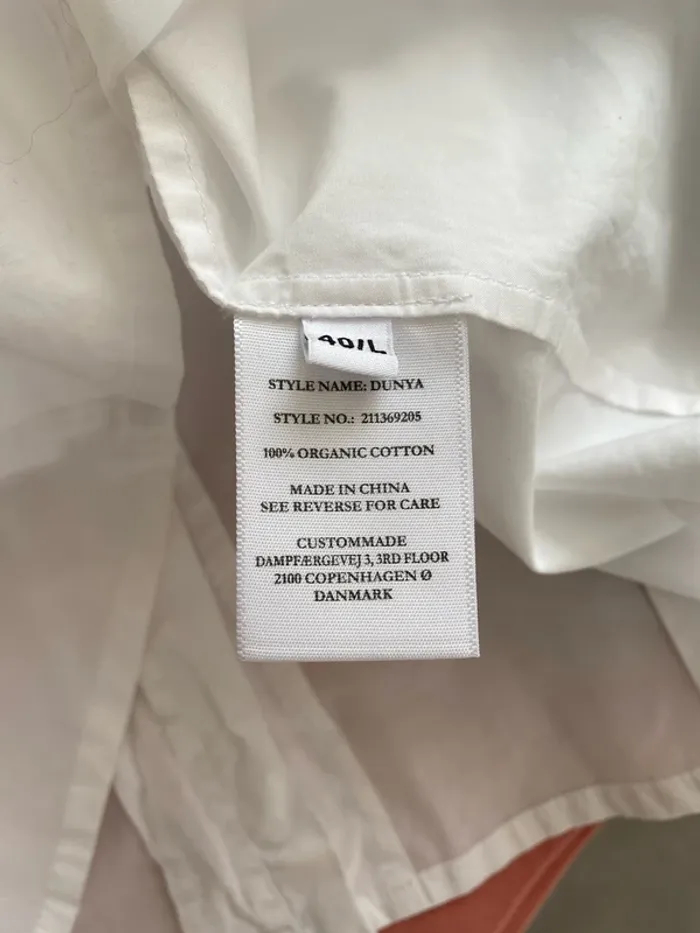 40/L
STYLE NAME: DUNYA
STYLE NO.: 211369205
100% ORGANIC COTTON
MADE IN CHINA
SEE REVERSE FOR CARE
CUSTOMMADE
DAMPFÆRGEVEJ 3, 3RD FLOOR
2100 COPENHAGEN Ø
DANMARK